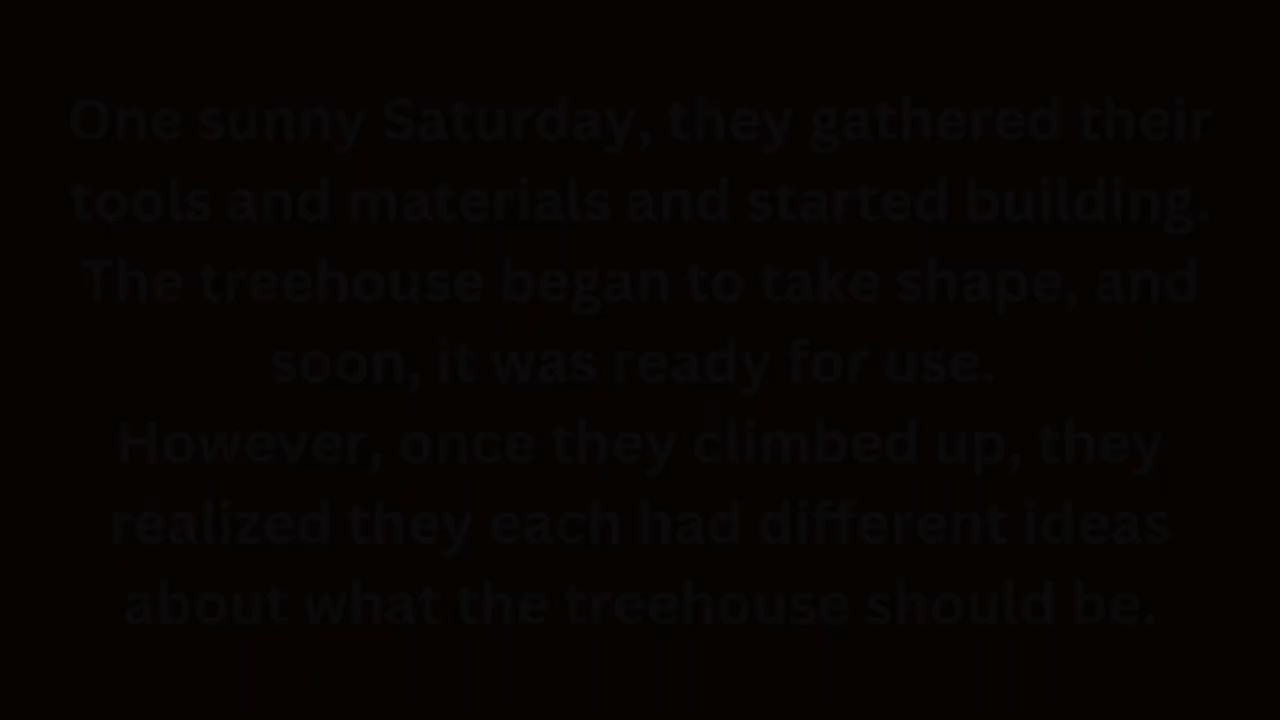 One sunny Saturday, they gathered their
tools and materials and started building.
The treehouse began to take shape, and
soon, it was ready for use.
However, once they climbed up, they
realized they each had different ideas
about what the treehouse should be.